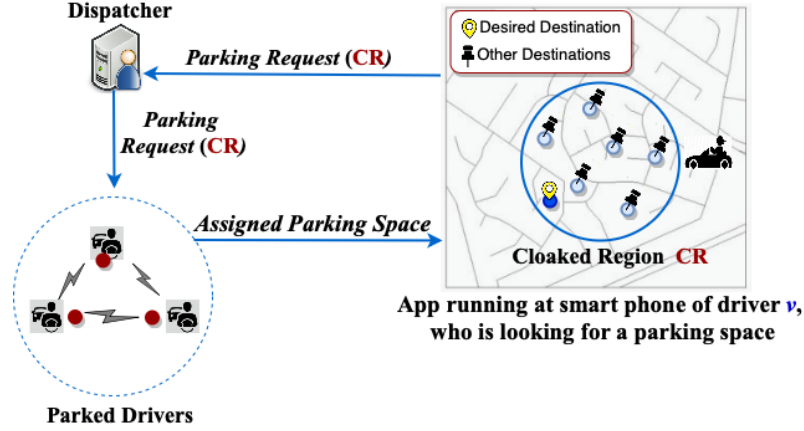 Dispatcher
Parking Request (CR)
Desired Destination
Other Destinations
Parking
Request (CR)
Assigned Parking Space
Cloaked Region CR
App running at smart phone of driver v,
who is looking for a parking space
Parked Drivers